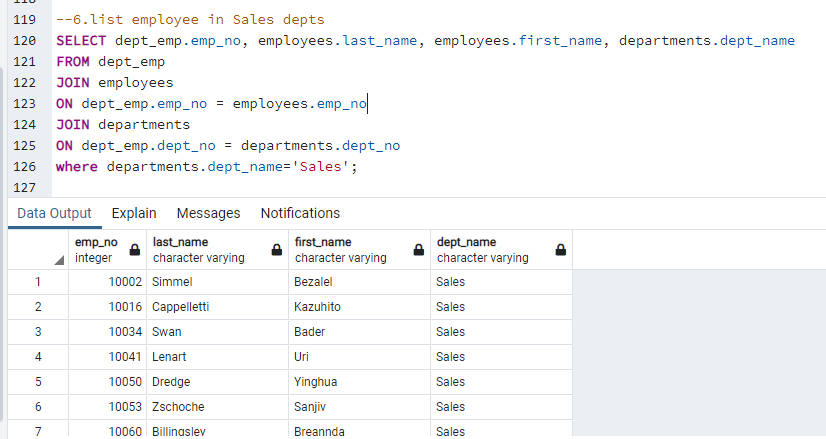 119 --6.list employee in Sales depts
120 SELECT dept_emp.emp_no, employees.last_name, employees.first_name, departments.dept_name
121 FROM dept_emp
122 JOIN employees
123 ON dept_emp.emp_no = employees.emp_no
124 JOIN departments
125 ON dept_emp.dept_no = departments.dept_no
126 where departments.dept_name='Sales';
127
Data Output Explain Messages Notifications
emp_no last_name first_name dept_name
integer character varying character varying character varying
1 10002 Simmel Bezalel Sales
2 10016 Cappelletti Kazuhito Sales
3 10034 Swan Bader Sales
4 10041 Lenart Uri Sales
5 10050 Dredge Yinghua Sales
6 10053 Zschoche Sanjiv Sales
7 10060 Billingsley Breannda Sales